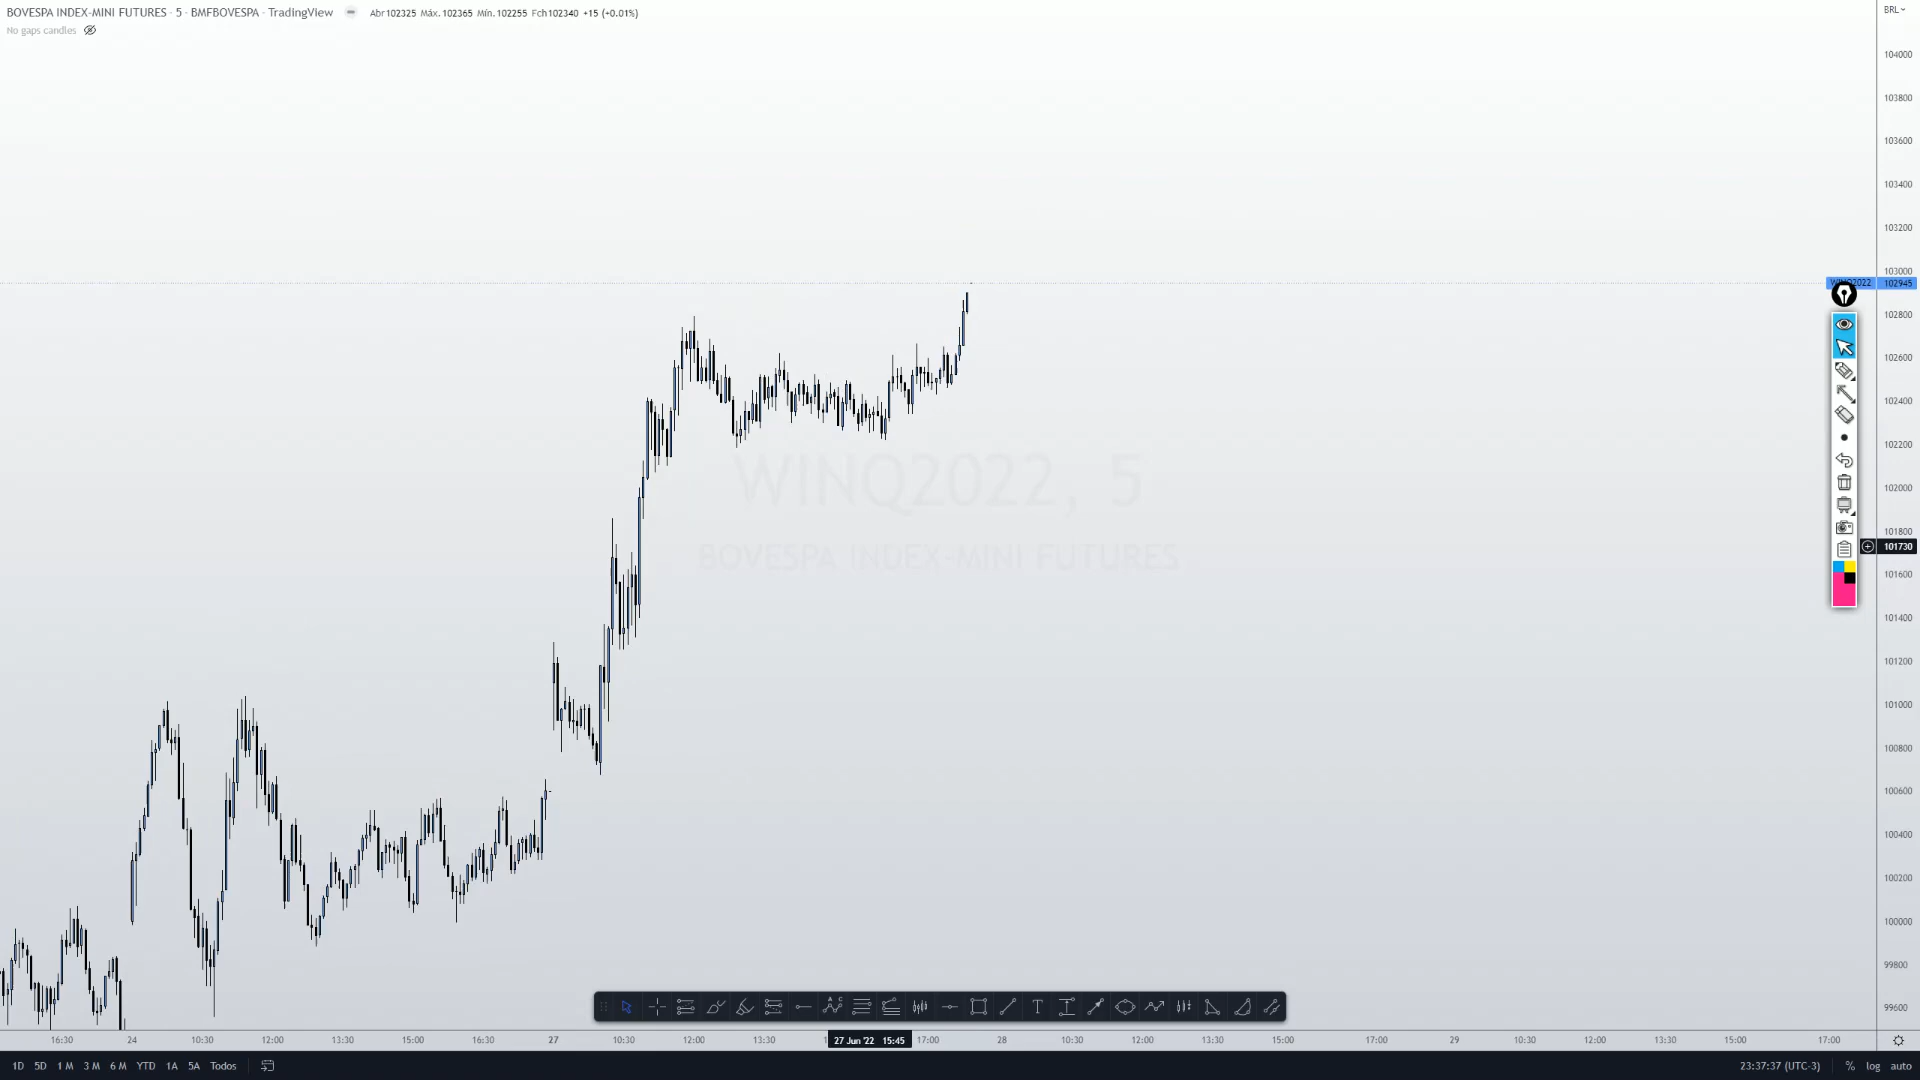 BOVESPA INDEX-MINI FUTURES · 5 · BMFBOVESPA · TradingView
Abr102325 Máx.102365 Mín.102255 Fch102340 +15 (+0.01%)
BRL
No gaps candles
104000
103800
103600
103400
103200
103000
WINQ2022 102945
102800
102600
102400
102200
102000
101800
101730
101600
101400
101200
101000
100800
100600
100400
100200
100000
99800
99600
WINQ2022, 5
BOVESPA INDEX-MINI FUTURES
16:30 24 10:30 12:00 13:30 15:00 16:30 27 10:30 12:00 13:30 27 Jun '22 15:45 17:00 28 10:30 12:00 13:30 15:00 17:00 29 10:30 12:00 13:30 15:00 17:00
1D 5D 1 M 3 M 6 M YTD 1A 5A Todos
23:37:37 (UTC-3) % log auto